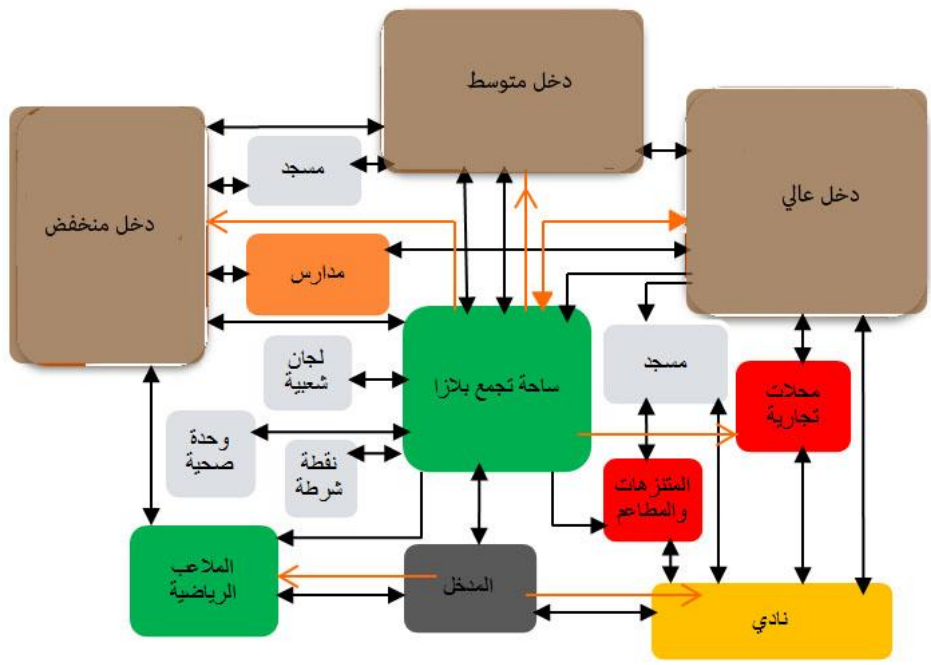 دخل متوسط
دخل عالي
دخل منخفض
مسجد
مدارس
لجان
شعبية
ساحة تجمع بلازا
مسجد
محلات
تجارية
وحدة
صحية
نقطة
شرطة
المتنزهات
والمطاعم
الملاعب
الرياضية
المدخل
نادي